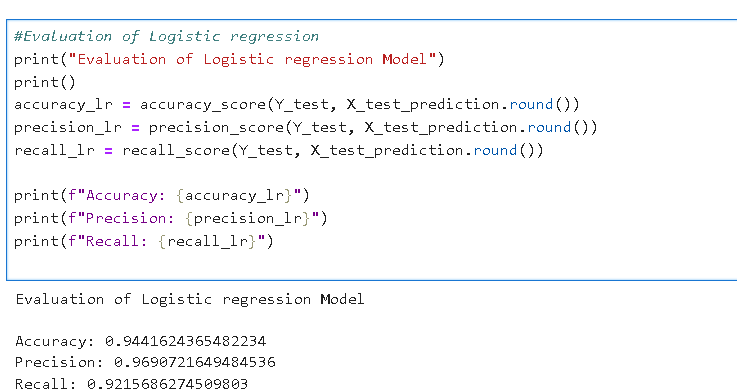 #Evaluation of Logistic regression
print("Evaluation of Logistic regression Model")
print()
accuracy_lr = accuracy_score(Y_test, X_test_prediction.round())
precision_lr = precision_score(Y_test, X_test_prediction.round())
recall_lr = recall_score(Y_test, X_test_prediction.round())
print(f"Accuracy: {accuracy_lr}")
print(f"Precision: {precision_lr}")
print(f"Recall: {recall_lr}")
Evaluation of Logistic regression Model
Accuracy: 0.9441624365482234
Precision: 0.9690721649484536
Recall: 0.9215686274509803